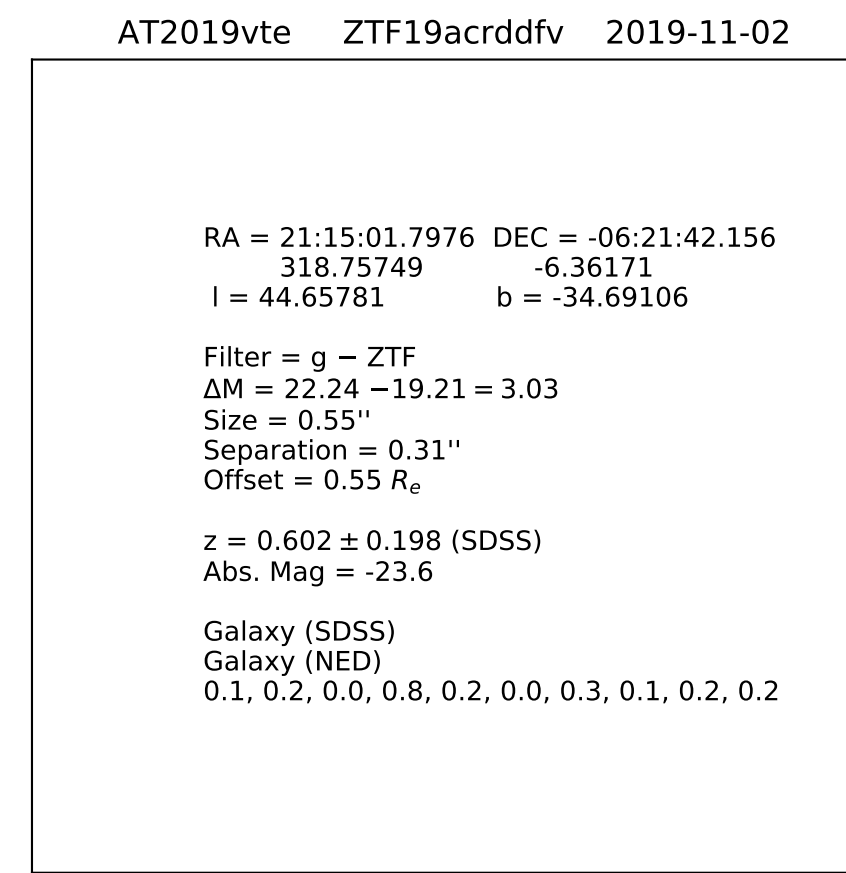 AT2019vte ZTF19acrddfv 2019-11-02
RA = 21:15:01.7976 DEC = -06:21:42.156
318.75749 -6.36171
l = 44.65781 b = -34.69106
Filter = g − ZTF
ΔM = 22.24 −19.21 = 3.03
Size = 0.55''
Separation = 0.31''
Offset = 0.55 Re
z = 0.602 ± 0.198 (SDSS)
Abs. Mag = -23.6
Galaxy (SDSS)
Galaxy (NED)
0.1, 0.2, 0.0, 0.8, 0.2, 0.0, 0.3, 0.1, 0.2, 0.2